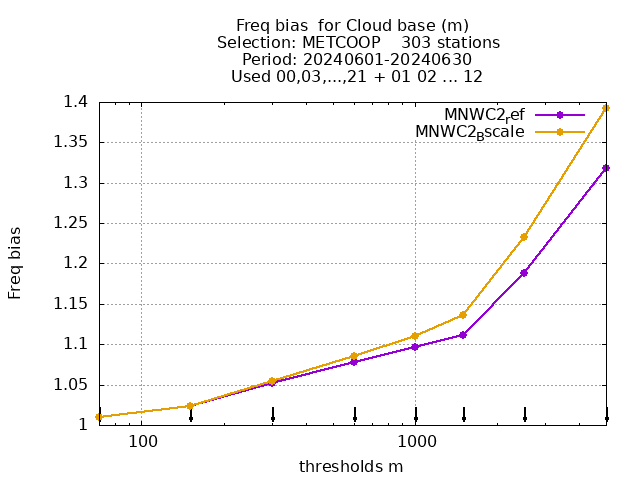 Freq bias  for Cloud base (m)
Selection: METCOOP    303 stations
Period: 20240601-20240630
Used 00,03,...,21 + 01 02 ... 12
MNWC2ref
MNWC2Bscale
1.4
1.35
1.3
1.25
1.2
1.15
1.1
1.05
1
Freq bias
100
1000
thresholds m